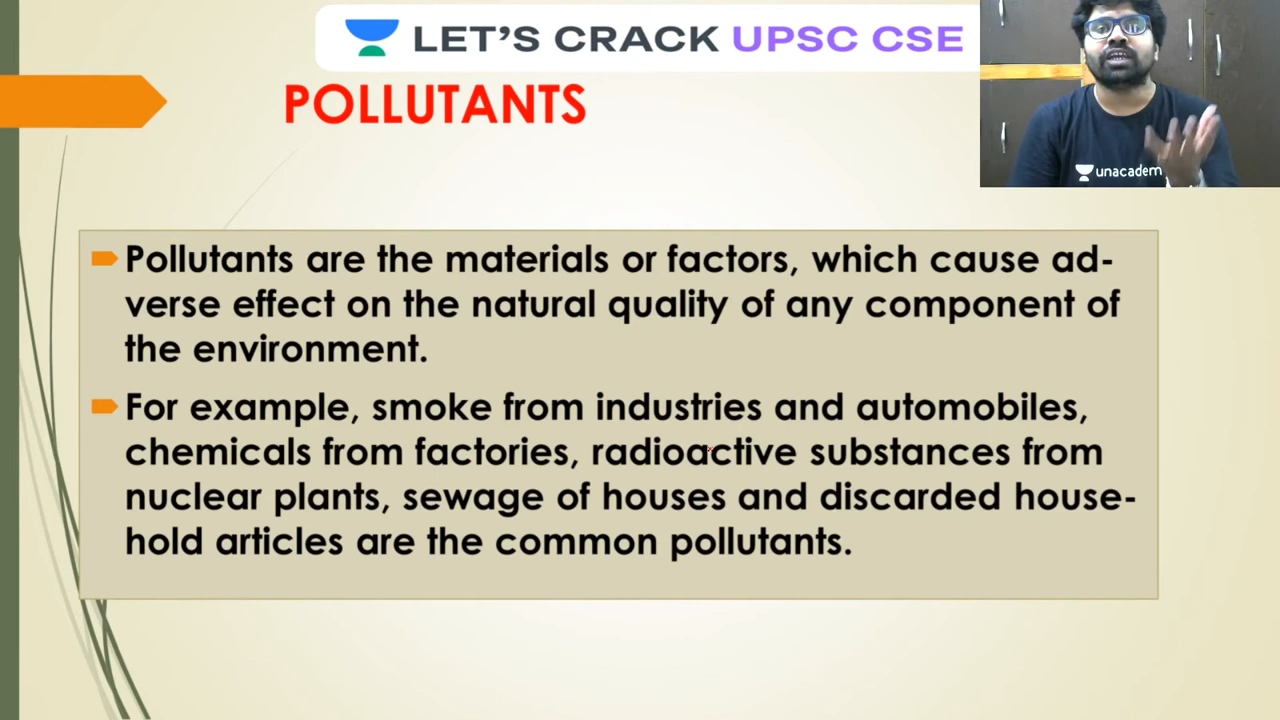 LET'S CRACK UPSC CSE
POLLUTANTS
unacadem
Pollutants are the materials or factors, which cause ad-
verse effect on the natural quality of any component of
the environment.
For example, smoke from industries and automobiles,
chemicals from factories, radioactive substances from
nuclear plants, sewage of houses and discarded house-
hold articles are the common pollutants.